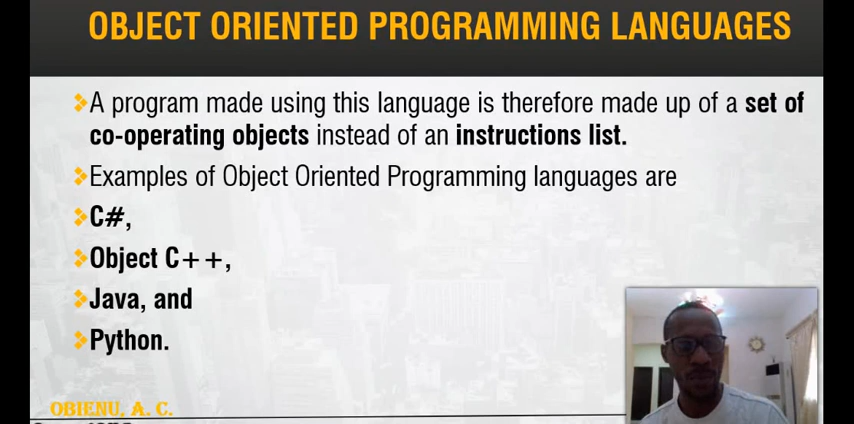 OBJECT ORIENTED PROGRAMMING LANGUAGES
A program made using this language is therefore made up of a set of
co-operating objects instead of an instructions list.
Examples of Object Oriented Programming languages are
C#,
Object C++,
Java, and
Python.
OBIENU, A. C.